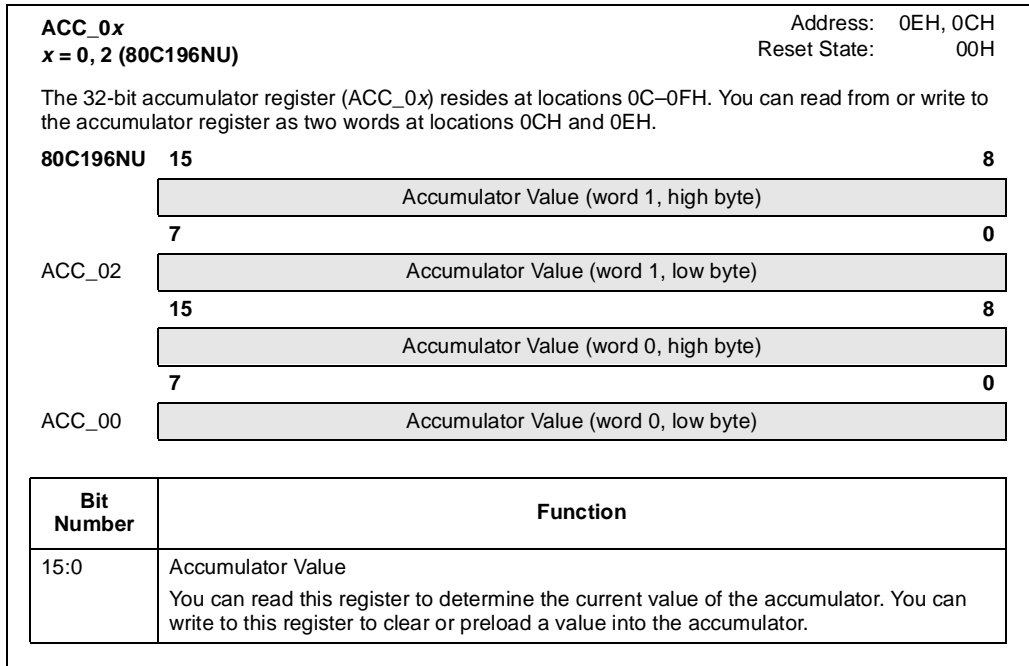 ACC_0x Address: 0EH, 0CH
x = 0, 2 (80C196NU) Reset State: 00H
The 32-bit accumulator register (ACC_0x) resides at locations 0C–0FH. You can read from or write to
the accumulator register as two words at locations 0CH and 0EH.
80C196NU 15 8
Accumulator Value (word 1, high byte)
7 0
ACC_02 Accumulator Value (word 1, low byte)
15 8
Accumulator Value (word 0, high byte)
7 0
ACC_00 Accumulator Value (word 0, low byte)
Bit
Number
Function
15:0 Accumulator Value
You can read this register to determine the current value of the accumulator. You can
write to this register to clear or preload a value into the accumulator.